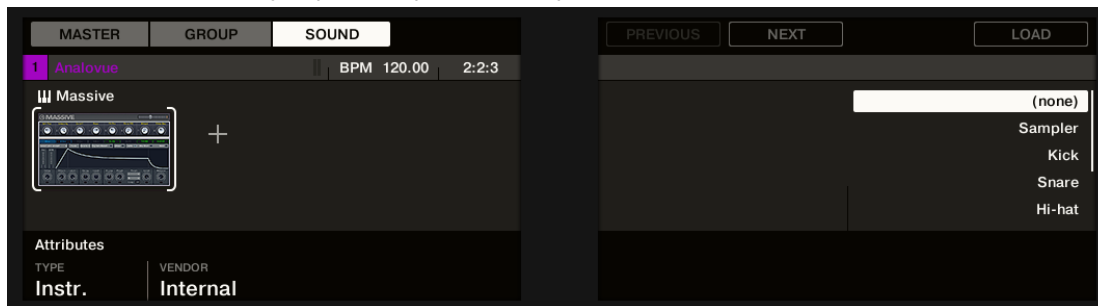 MASTER GROUP SOUND
PREVIOUS NEXT LOAD
1 Analovue BPM 120.00 2:2:3
Massive
MASSIVE
(none)
Sampler
Kick
Snare
Hi-hat
Attributes
TYPE VENDOR
Instr. Internal